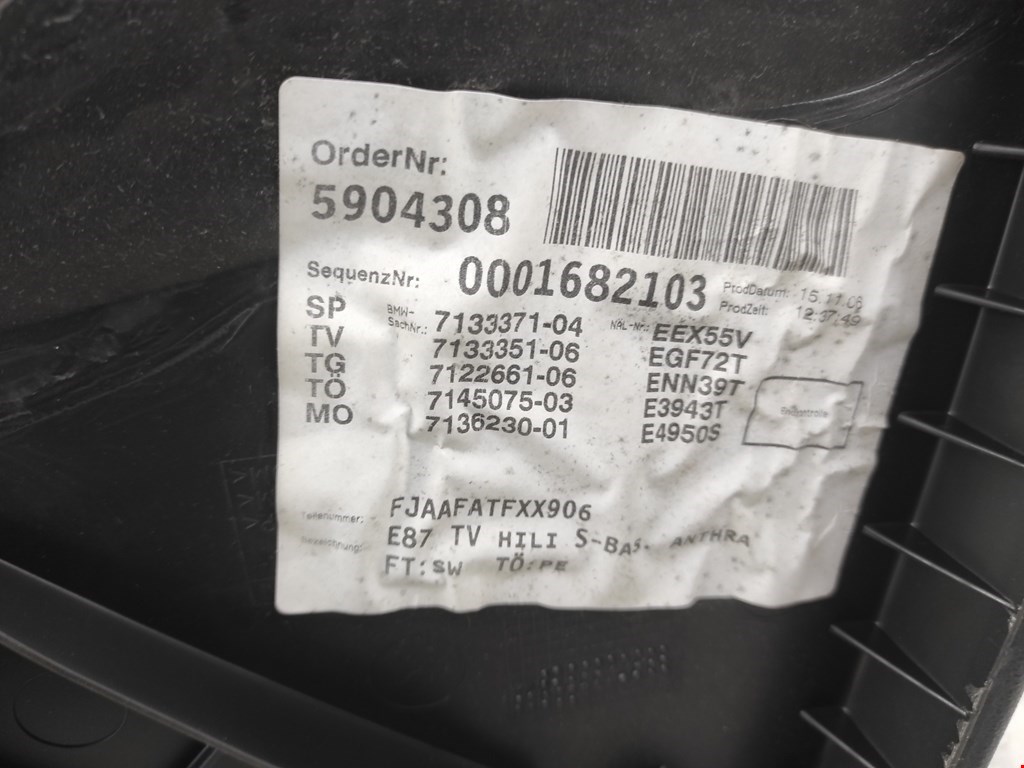 OrderNr:
5904308
SequenzNr: 0001682103
ProdDatum: 15.11.06
ProdZeit: 12:37:49
SP BMW-SachNr.: 7133371-04 NAL-Nr.: EEX55V
TV 7133351-06 EGF72T
TG 7122661-06 ENN39T
TÖ 7145075-03 E3943T
MO 7136230-01 E4950S
Teilenummer: FJAAFATFXX906
Bezeichnung: E87 TV HILI S-BAS. ANTHRA
FT:SW TÖ:PE